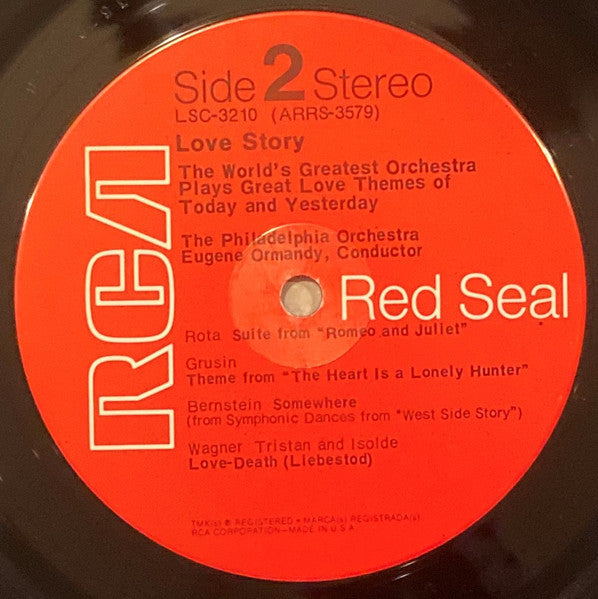 Side 2 Stereo
LSC-3210 (ARRS-3579)
Love Story
The World's Greatest Orchestra
Plays Great Love Themes of
Today and Yesterday
The Philadelphia Orchestra
Eugene Ormandy, Conductor
RCA
Red Seal
Rota Suite from "Romeo and Juliet"
Grusin
Theme from "The Heart Is a Lonely Hunter"
Bernstein Somewhere
(from Symphonic Dances from "West Side Story")
Wagner Tristan and Isolde
Love-Death (Liebestod)
TMK(s) ® REGISTERED • MARCA(s) REGISTRADA(s)
RCA CORPORATION—MADE IN U.S.A.